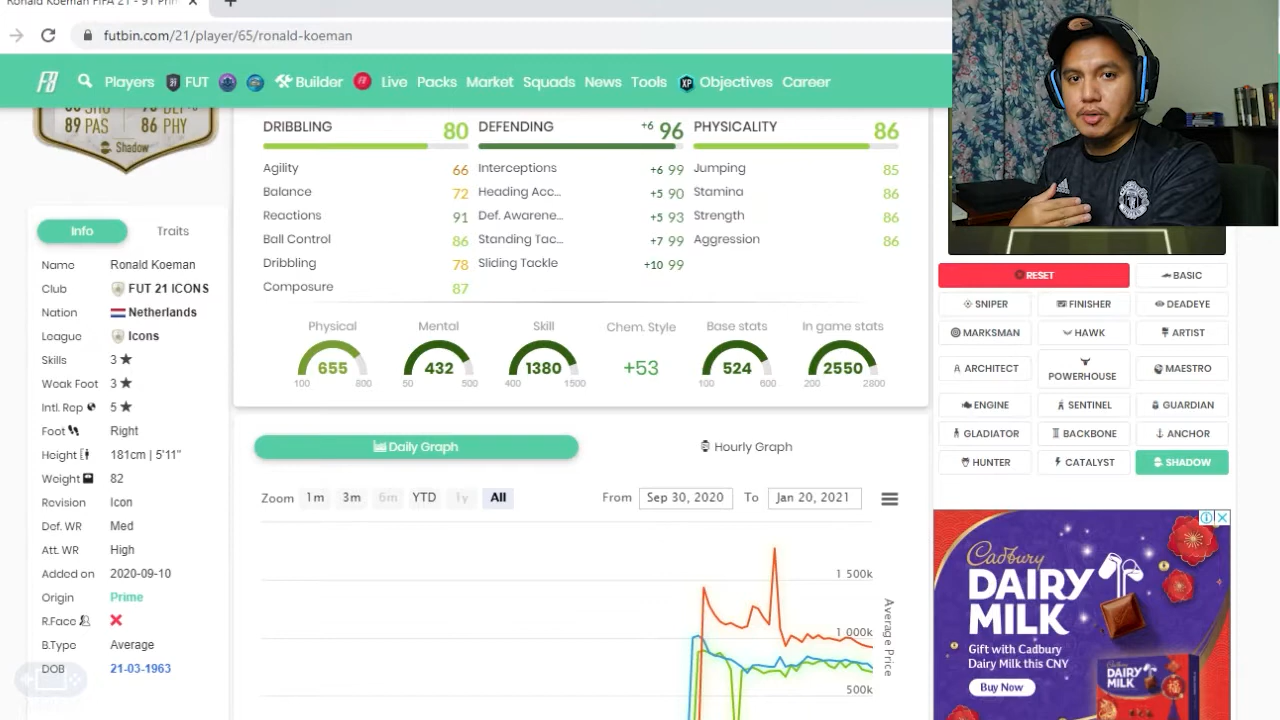 Ronald Koeman FIFA 21 - 91 Prim
futbin.com/21/player/65/ronald-koeman
Players FUT Builder Live Packs Market Squads News Tools XP Objectives Career
89 PAS 86 PHY
Shadow
DRIBBLING 80 DEFENDING +6 96 PHYSICALITY 86
Agility 66 Interceptions +6 99 Jumping 85
Balance 72 Heading Acc... +5 90 Stamina 86
Reactions 91 Def. Awarene... +5 93 Strength 86
Ball Control 86 Standing Tac... +7 99 Aggression 86
Dribbling 78 Sliding Tackle +10 99
Composure 87
Physical Mental Skill Chem. Style Base stats In game stats
655 432 1380 +53 524 2550
100 800 50 500 400 1500 100 600 200 2800
Info Traits
Name Ronald Koeman
Club FUT 21 ICONS
Nation Netherlands
League Icons
Skills 3
Weak Foot 3
Intl. Rep 5
Foot Right
Height 181cm | 5'11"
Weight 82
Revision Icon
Def. WR Med
Att. WR High
Added on 2020-09-10
Origin Prime
R.Face
B.Type Average
DOB 21-03-1963
Daily Graph Hourly Graph
Zoom 1m 3m 6m YTD 1y All From Sep 30, 2020 To Jan 20, 2021
1 500k
1 000k
500k
Average Price
RESET BASIC
SNIPER FINISHER DEADEYE
MARKSMAN HAWK ARTIST
ARCHITECT POWERHOUSE MAESTRO
ENGINE SENTINEL GUARDIAN
GLADIATOR BACKBONE ANCHOR
HUNTER CATALYST SHADOW
Cadbury
DAIRY
MILK
Gift with Cadbury
Dairy Milk this CNY
Buy Now
Cadbury
DAIRY
MILK